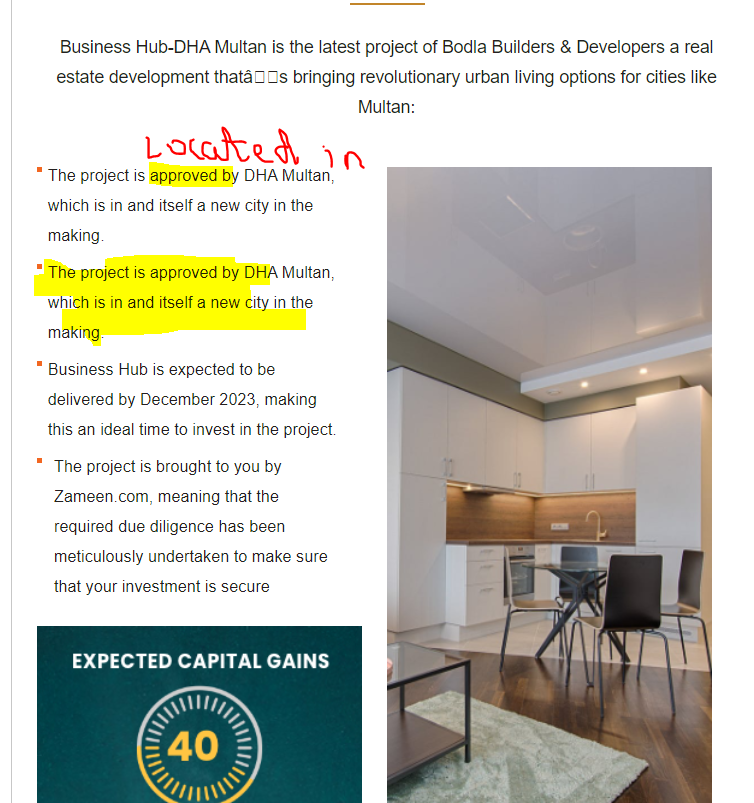 Business Hub-DHA Multan is the latest project of Bodla Builders & Developers a real
estate development thatâ□□s bringing revolutionary urban living options for cities like
Multan:
Located in
The project is approved by DHA Multan,
which is in and itself a new city in the
making.
The project is approved by DHA Multan,
which is in and itself a new city in the
making.
Business Hub is expected to be
delivered by December 2023, making
this an ideal time to invest in the project.
The project is brought to you by
Zameen.com, meaning that the
required due diligence has been
meticulously undertaken to make sure
that your investment is secure
EXPECTED CAPITAL GAINS
40